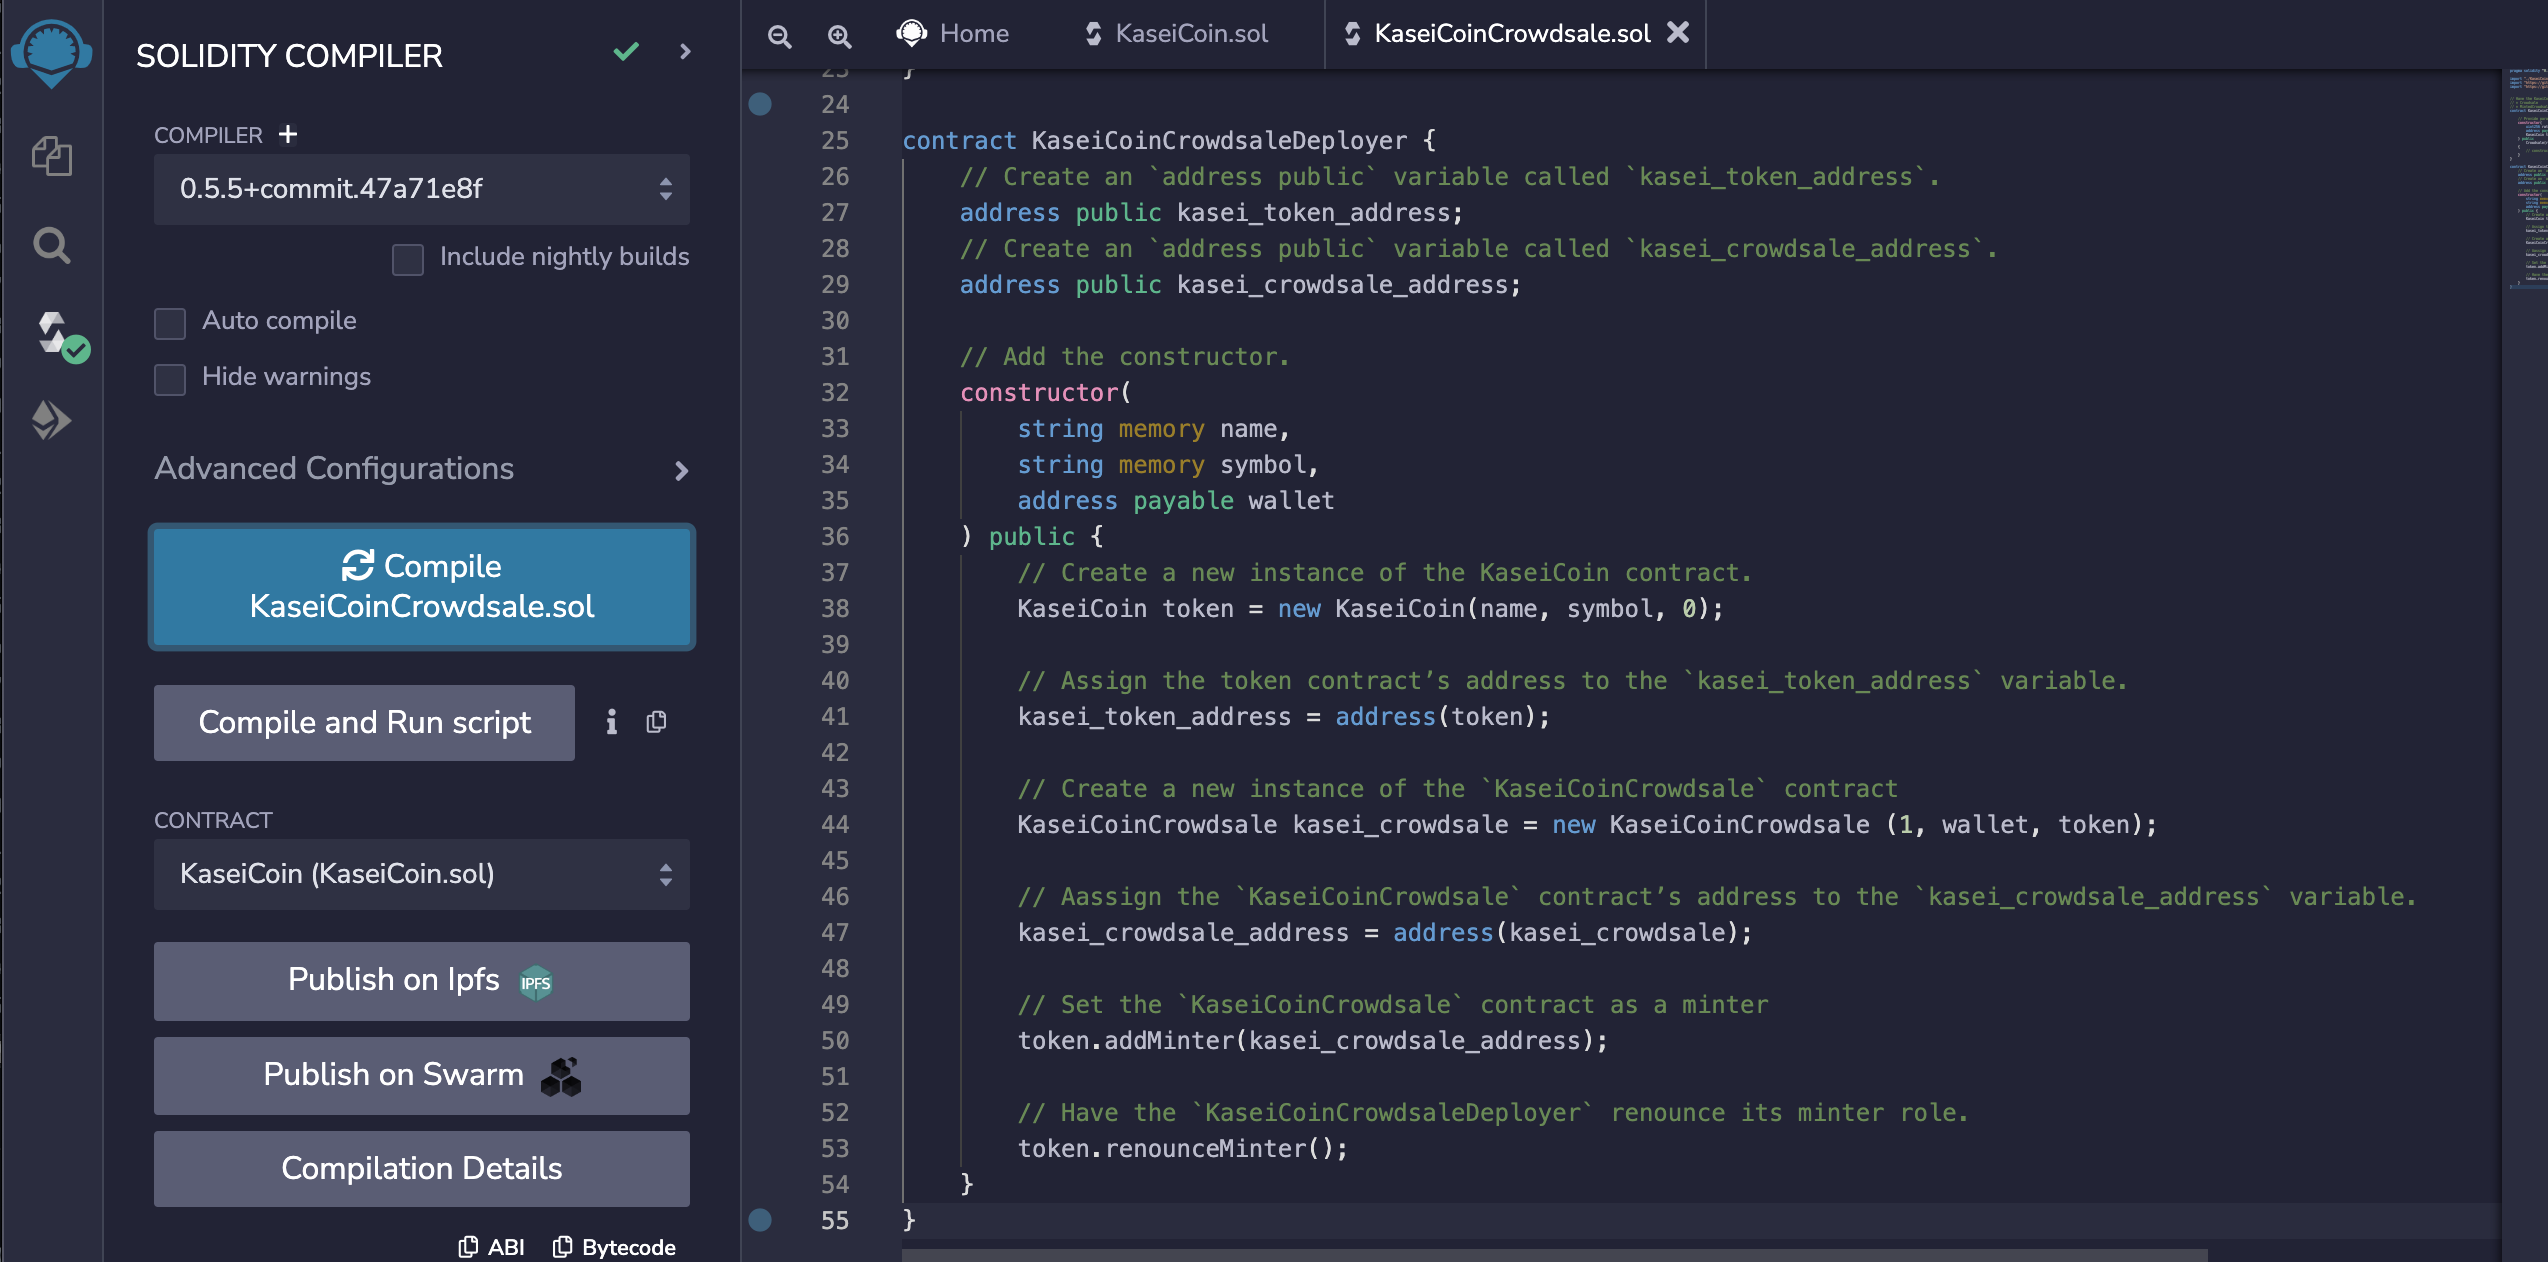 SOLIDITY COMPILER
COMPILER +
0.5.5+commit.47a71e8f
Include nightly builds
Auto compile
Hide warnings
Advanced Configurations
Compile
KaseiCoinCrowdsale.sol
Compile and Run script
CONTRACT
KaseiCoin (KaseiCoin.sol)
Publish on Ipfs IPFS
Publish on Swarm
Compilation Details
ABI Bytecode
Home KaseiCoin.sol KaseiCoinCrowdsale.sol
23 }
24
25 contract KaseiCoinCrowdsaleDeployer {
26 // Create an `address public` variable called `kasei_token_address`.
27 address public kasei_token_address;
28 // Create an `address public` variable called `kasei_crowdsale_address`.
29 address public kasei_crowdsale_address;
30
31 // Add the constructor.
32 constructor(
33 string memory name,
34 string memory symbol,
35 address payable wallet
36 ) public {
37 // Create a new instance of the KaseiCoin contract.
38 KaseiCoin token = new KaseiCoin(name, symbol, 0);
39
40 // Assign the token contract’s address to the `kasei_token_address` variable.
41 kasei_token_address = address(token);
42
43 // Create a new instance of the `KaseiCoinCrowdsale` contract
44 KaseiCoinCrowdsale kasei_crowdsale = new KaseiCoinCrowdsale (1, wallet, token);
45
46 // Aassign the `KaseiCoinCrowdsale` contract’s address to the `kasei_crowdsale_address` variable.
47 kasei_crowdsale_address = address(kasei_crowdsale);
48
49 // Set the `KaseiCoinCrowdsale` contract as a minter
50 token.addMinter(kasei_crowdsale_address);
51
52 // Have the `KaseiCoinCrowdsaleDeployer` renounce its minter role.
53 token.renounceMinter();
54 }
55 }